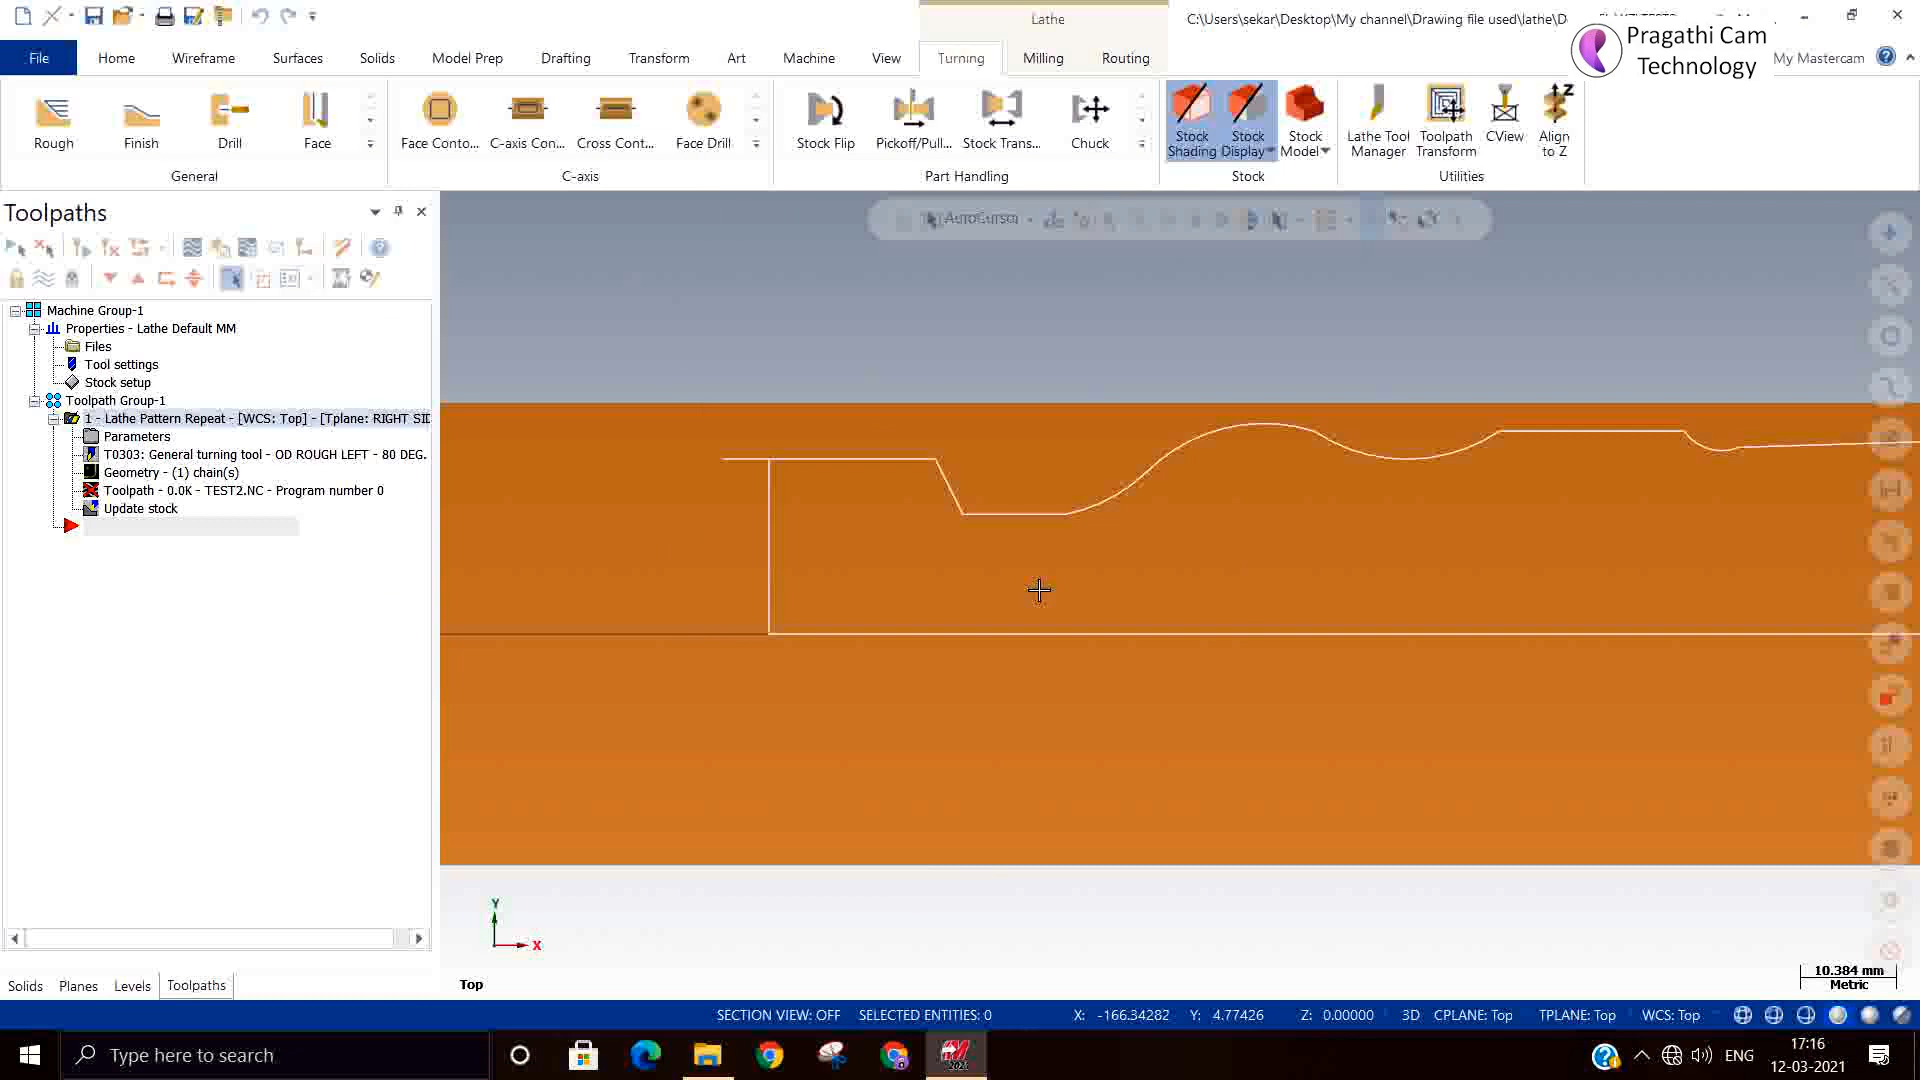 Lathe
C:\Users\sekar\Desktop\My channel\Drawing file used\lathe\D
Pragathi Cam
Technology
File
Home
Wireframe
Surfaces
Solids
Model Prep
Drafting
Transform
Art
Machine
View
Turning
Milling
Routing
My Mastercam
Rough
Finish
Drill
Face
Face Conto...
C-axis Con...
Cross Cont...
Face Drill
Stock Flip
Pickoff/Pull...
Stock Trans...
Chuck
Stock
Shading
Stock
Display
Stock
Model
Lathe Tool
Manager
Toolpath
Transform
CView
Align
to Z
General
C-axis
Part Handling
Stock
Utilities
Toolpaths
AutoCursor
Machine Group-1
Properties - Lathe Default MM
Files
Tool settings
Stock setup
Toolpath Group-1
1 - Lathe Pattern Repeat - [WCS: Top] - [Tplane: RIGHT SID
Parameters
T0303: General turning tool - OD ROUGH LEFT - 80 DEG.
Geometry - (1) chain(s)
Toolpath - 0.0K - TEST2.NC - Program number 0
Update stock
Y
X
Top
10.384 mm
Metric
Solids
Planes
Levels
Toolpaths
SECTION VIEW: OFF
SELECTED ENTITIES: 0
X: -166.34282
Y: 4.77426
Z: 0.00000
3D
CPLANE: Top
TPLANE: Top
WCS: Top
Type here to search
2021
ENG
17:16
12-03-2021